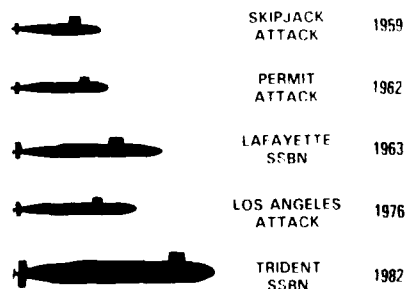 SKIPJACK 1959
ATTACK
PERMIT 1962
ATTACK
LAFAYETTE 1963
SSBN
LOS ANGELES 1976
ATTACK
TRIDENT 1982
SSBN